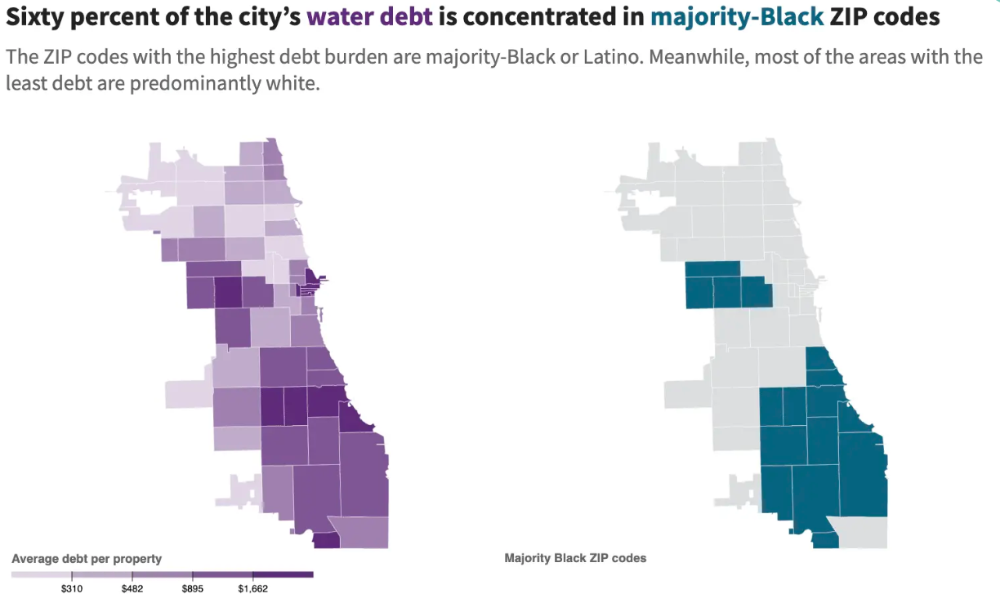 Sixty percent of the city’s water debt is concentrated in majority-Black ZIP codes
The ZIP codes with the highest debt burden are majority-Black or Latino. Meanwhile, most of the areas with the
least debt are predominantly white.
Average debt per property
Majority Black ZIP codes
$310 $482 $895 $1,662